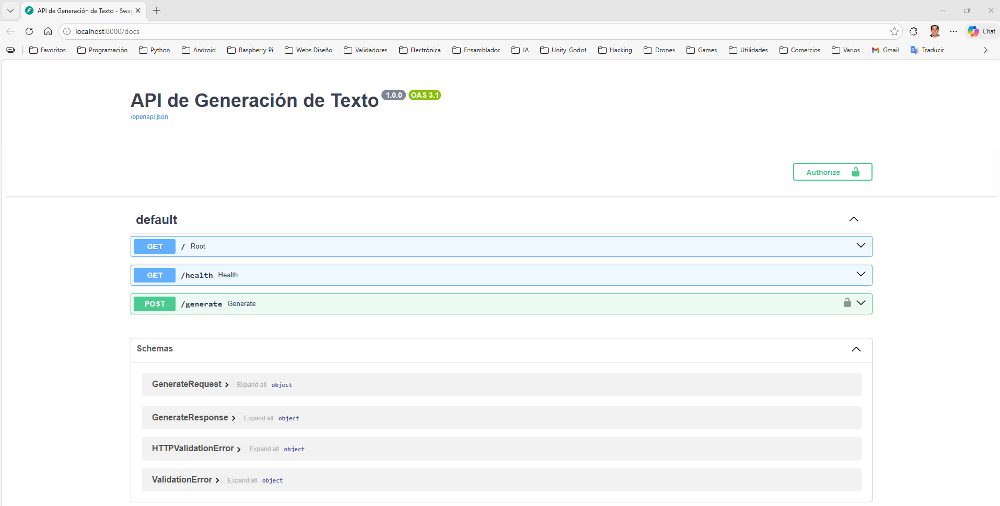 API de Generación de Texto - Swag
localhost:8000/docs
Chat
Favoritos Programación Python Android Raspberry Pi Webs Diseño Validadores Electrónica Ensamblador IA Unity_Godot Hacking Drones Games Utilidades Comercios Varios Gmail Traducir
API de Generación de Texto 1.0.0 OAS 3.1
/openapi.json
Authorize
default
GET / Root
GET /health Health
POST /generate Generate
Schemas
GenerateRequest Expand all object
GenerateResponse Expand all object
HTTPValidationError Expand all object
ValidationError Expand all object